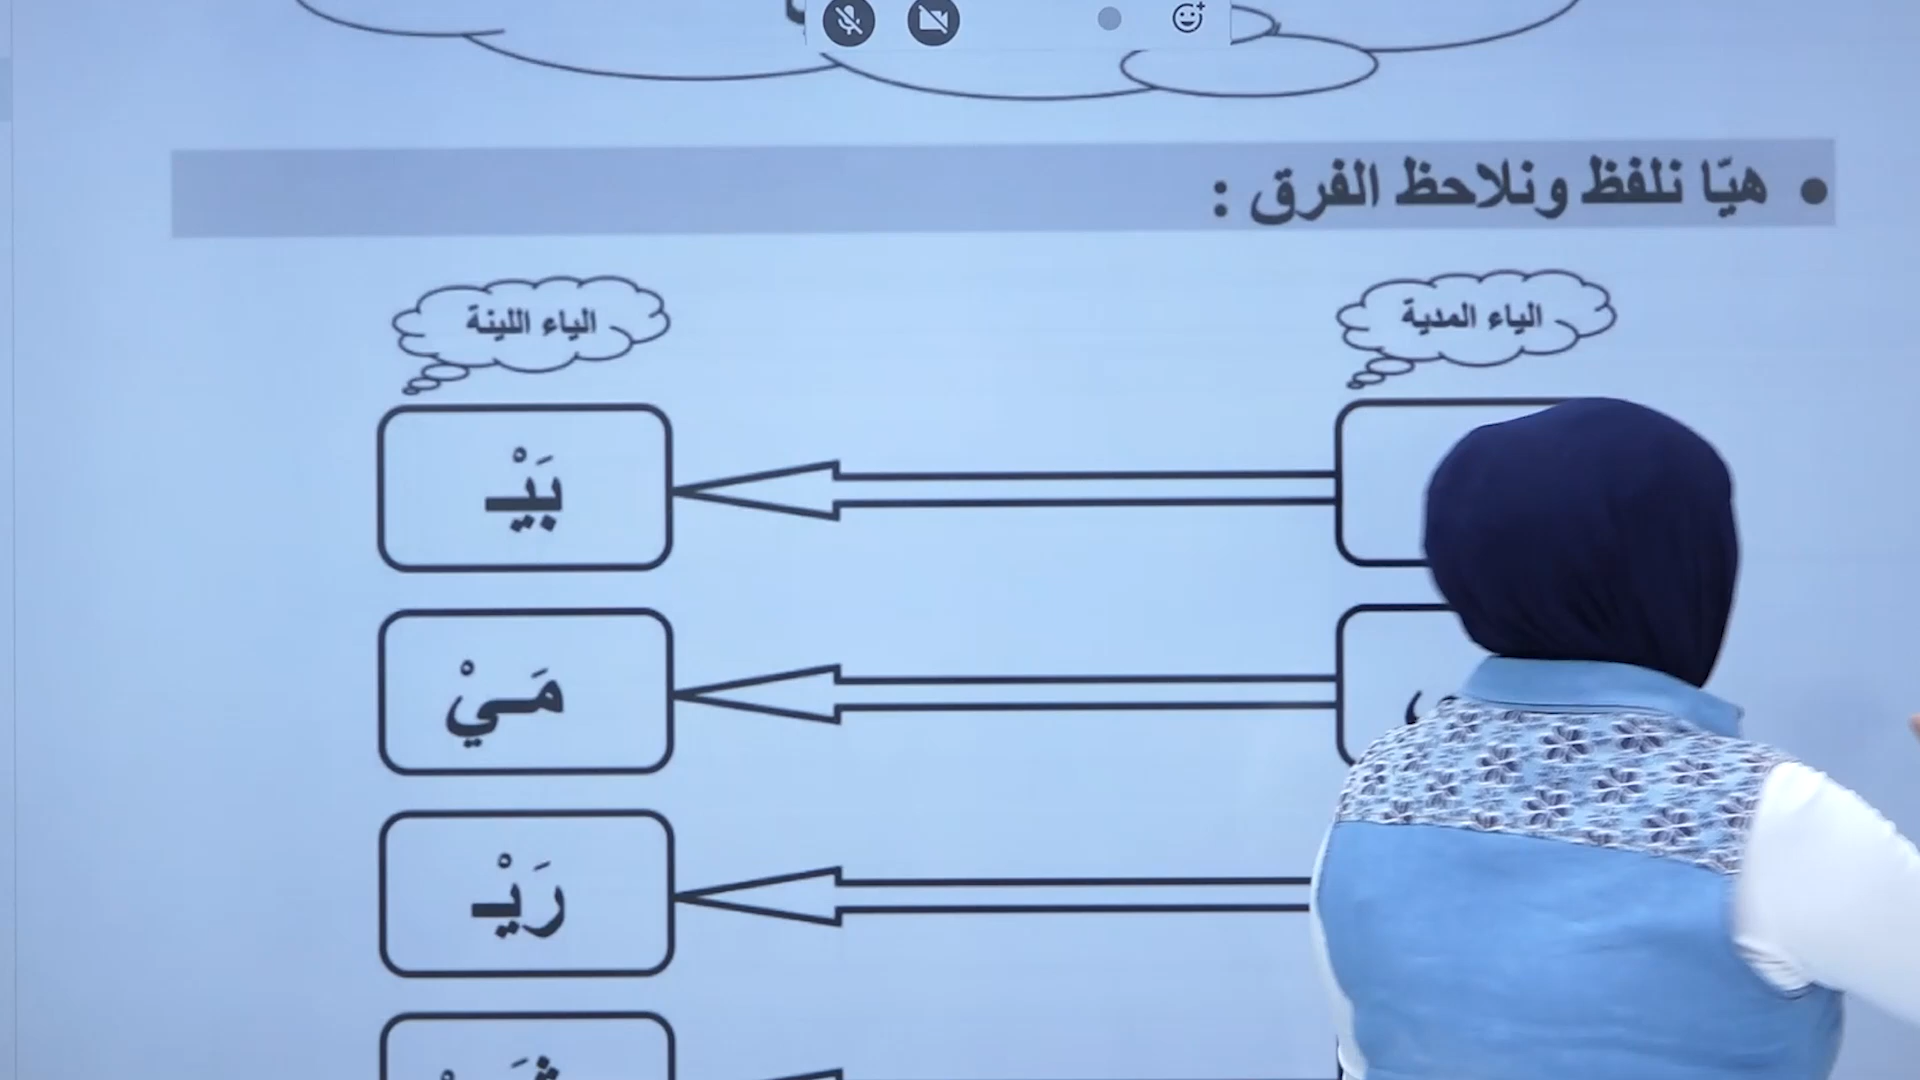 • هيّا نلفظ ونلاحظ الفرق :
الياء المدية
الياء اللينة
بَيْـ
مَـيْ
رَيْـ